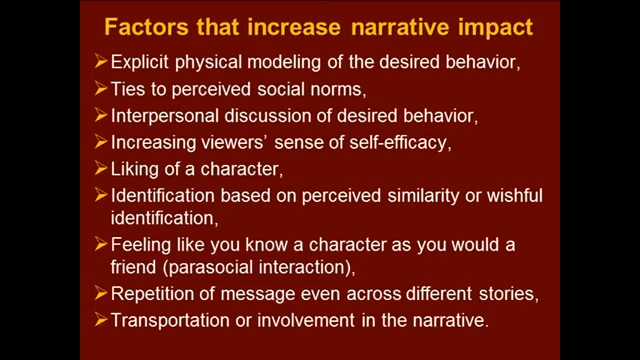 Factors that increase narrative impact
Explicit physical modeling of the desired behavior,
Ties to perceived social norms,
Interpersonal discussion of desired behavior,
Increasing viewers' sense of self-efficacy,
Liking of a character,
Identification based on perceived similarity or wishful
identification,
Feeling like you know a character as you would a
friend (parasocial interaction),
Repetition of message even across different stories,
Transportation or involvement in the narrative.